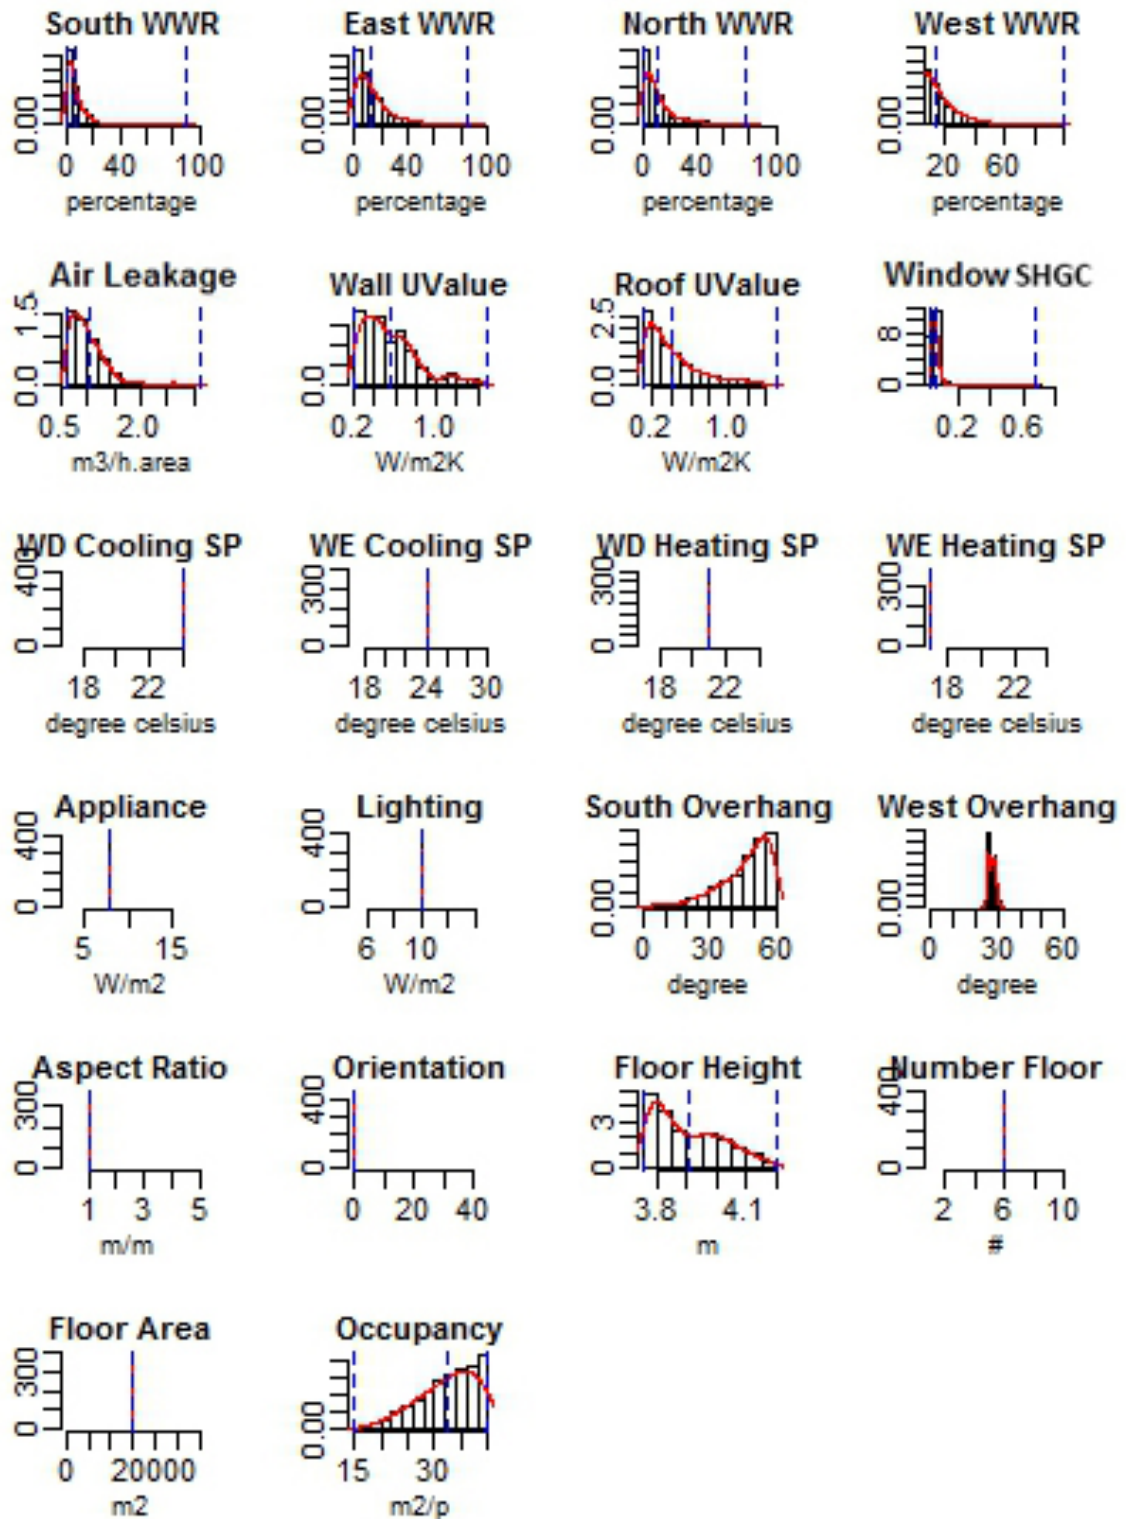 South WWR East WWR North WWR West WWR
0.00 0.00 0.00 0.00
0 40 100 0 40 100 0 40 100 20 60
percentage percentage percentage percentage
Air Leakage Wall UValue Roof UValue Window SHGC
0.0 1.5 0.0 0.0 2.5 0 8
0.5 2.0 0.2 1.0 0.2 1.0 0.2 0.6
m3/h.area W/m2K W/m2K
WD Cooling SP WE Cooling SP WD Heating SP WE Heating SP
0 400 0 300 0 300 0 300
18 22 18 24 30 18 22 18 22
degree celsius degree celsius degree celsius degree celsius
Appliance Lighting South Overhang West Overhang
0 400 0 400 0.00 0.00
5 15 6 10 0 30 60 0 30 60
W/m2 W/m2 degree degree
Aspect Ratio Orientation Floor Height Number Floor
0 300 0 400 0 3 0 400
1 3 5 0 20 40 3.8 4.1 2 6 10
m/m m #
Floor Area Occupancy
0 300 0.00
0 20000 15 30
m2 m2/p